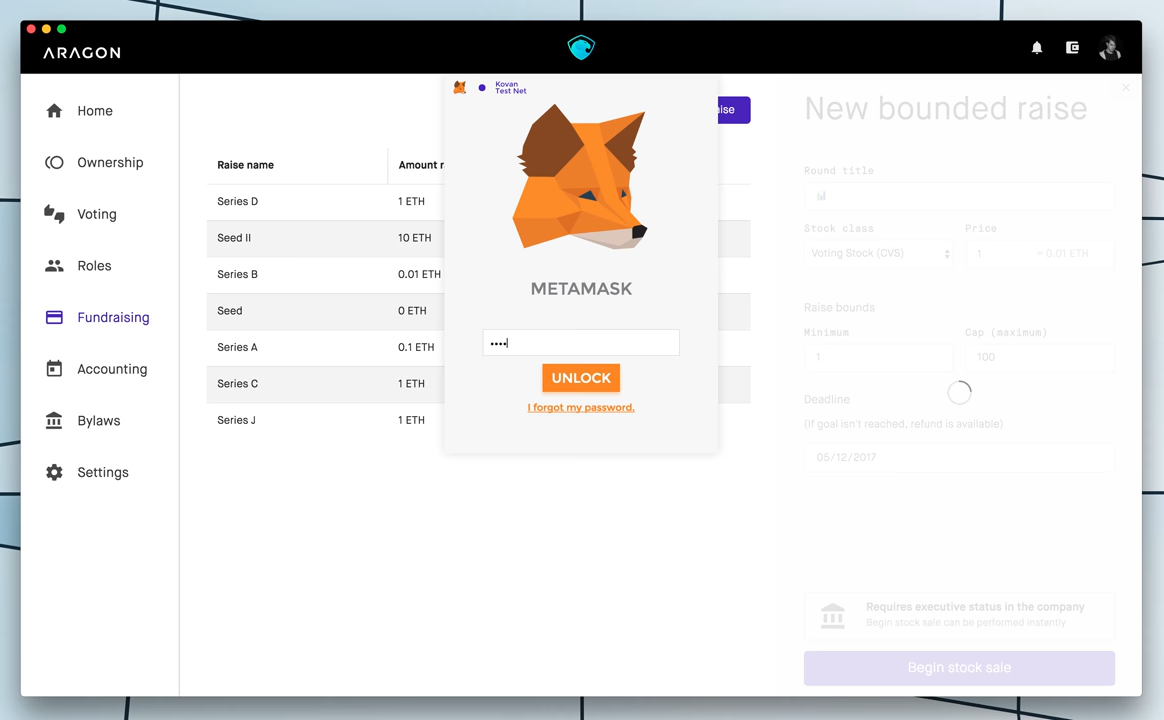 ARAGON
Home
Ownership
Voting
Roles
Fundraising
Accounting
Bylaws
Settings
ise
Raise name
Amount r
Series D
1 ETH
Seed II
10 ETH
Series B
0.01 ETH
Seed
0 ETH
Series A
0.1 ETH
Series C
1 ETH
Series J
1 ETH
Kovan
Test Net
METAMASK
••••
UNLOCK
I forgot my password.
New bounded raise
Round title
Stock class
Price
Voting Stock (CVS)
1
≈ 0.01 ETH
Raise bounds
Minimum
Cap (maximum)
1
100
Deadline
(If goal isn't reached, refund is available)
05/12/2017
Requires executive status in the company
Begin stock sale can be performed instantly
Begin stock sale